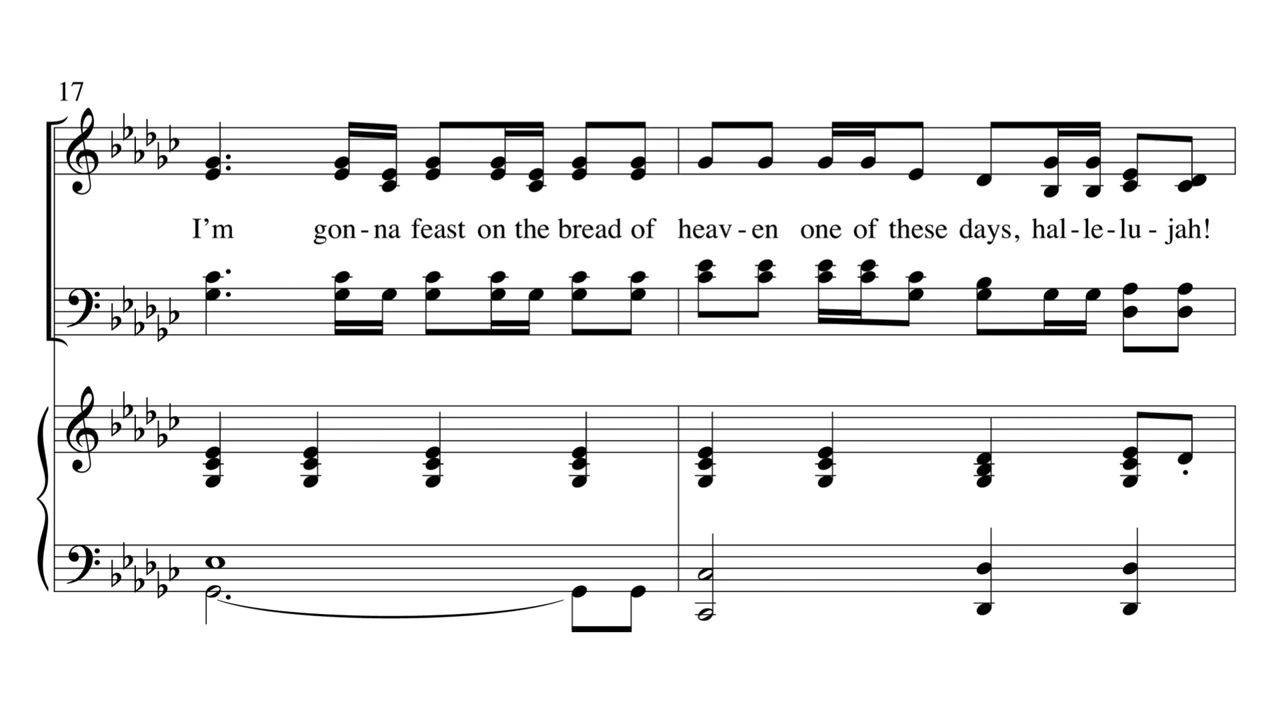 17
I'm gon - na feast on the bread of heav - en one of these days, hal - le - lu - jah!